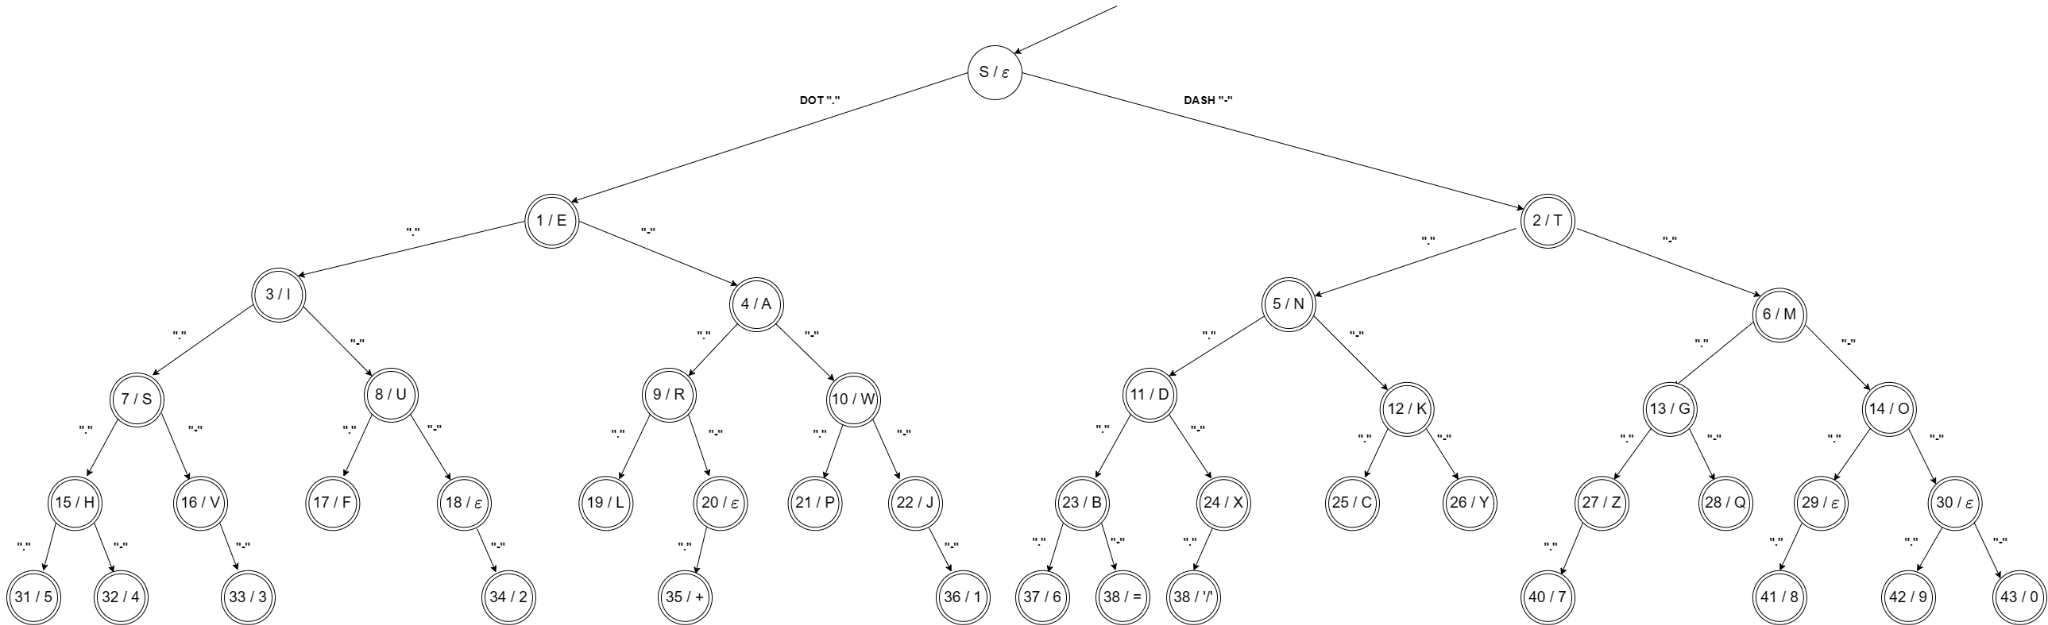 S / ε
DOT "." DASH "-"
1 / E 2 / T
"." "-" "." "-"
3 / I 4 / A 5 / N 6 / M
"." "-" "." "-" "." "-" "." "-"
7 / S 8 / U 9 / R 10 / W 11 / D 12 / K 13 / G 14 / O
"." "-" "." "-" "." "-" "." "-" "." "-" "." "-" "." "-" "." "-"
15 / H 16 / V 17 / F 18 / ε 19 / L 20 / ε 21 / P 22 / J 23 / B 24 / X 25 / C 26 / Y 27 / Z 28 / Q 29 / ε 30 / ε
"." "-" "-" "-" "." "-" "." "-" "." "." "." "." "-"
31 / 5 32 / 4 33 / 3 34 / 2 35 / + 36 / 1 37 / 6 38 / = 38 / '/' 40 / 7 41 / 8 42 / 9 43 / 0